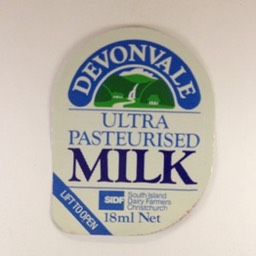 DEVONVALE
ULTRA
PASTEURISED
MILK
SIDF South Island
Dairy Farmers
Christchurch
18ml Net
LIFT TO OPEN